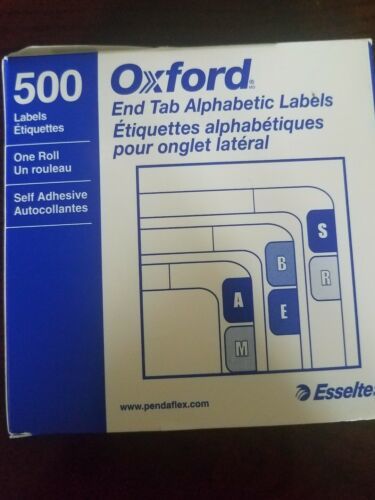 500
Labels
Étiquettes
One Roll
Un rouleau
Self Adhesive
Autocollantes
Oxford
End Tab Alphabetic Labels
Étiquettes alphabétiques
pour onglet latéral
S
B
R
A
E
M
www.pendaflex.com
Esselte